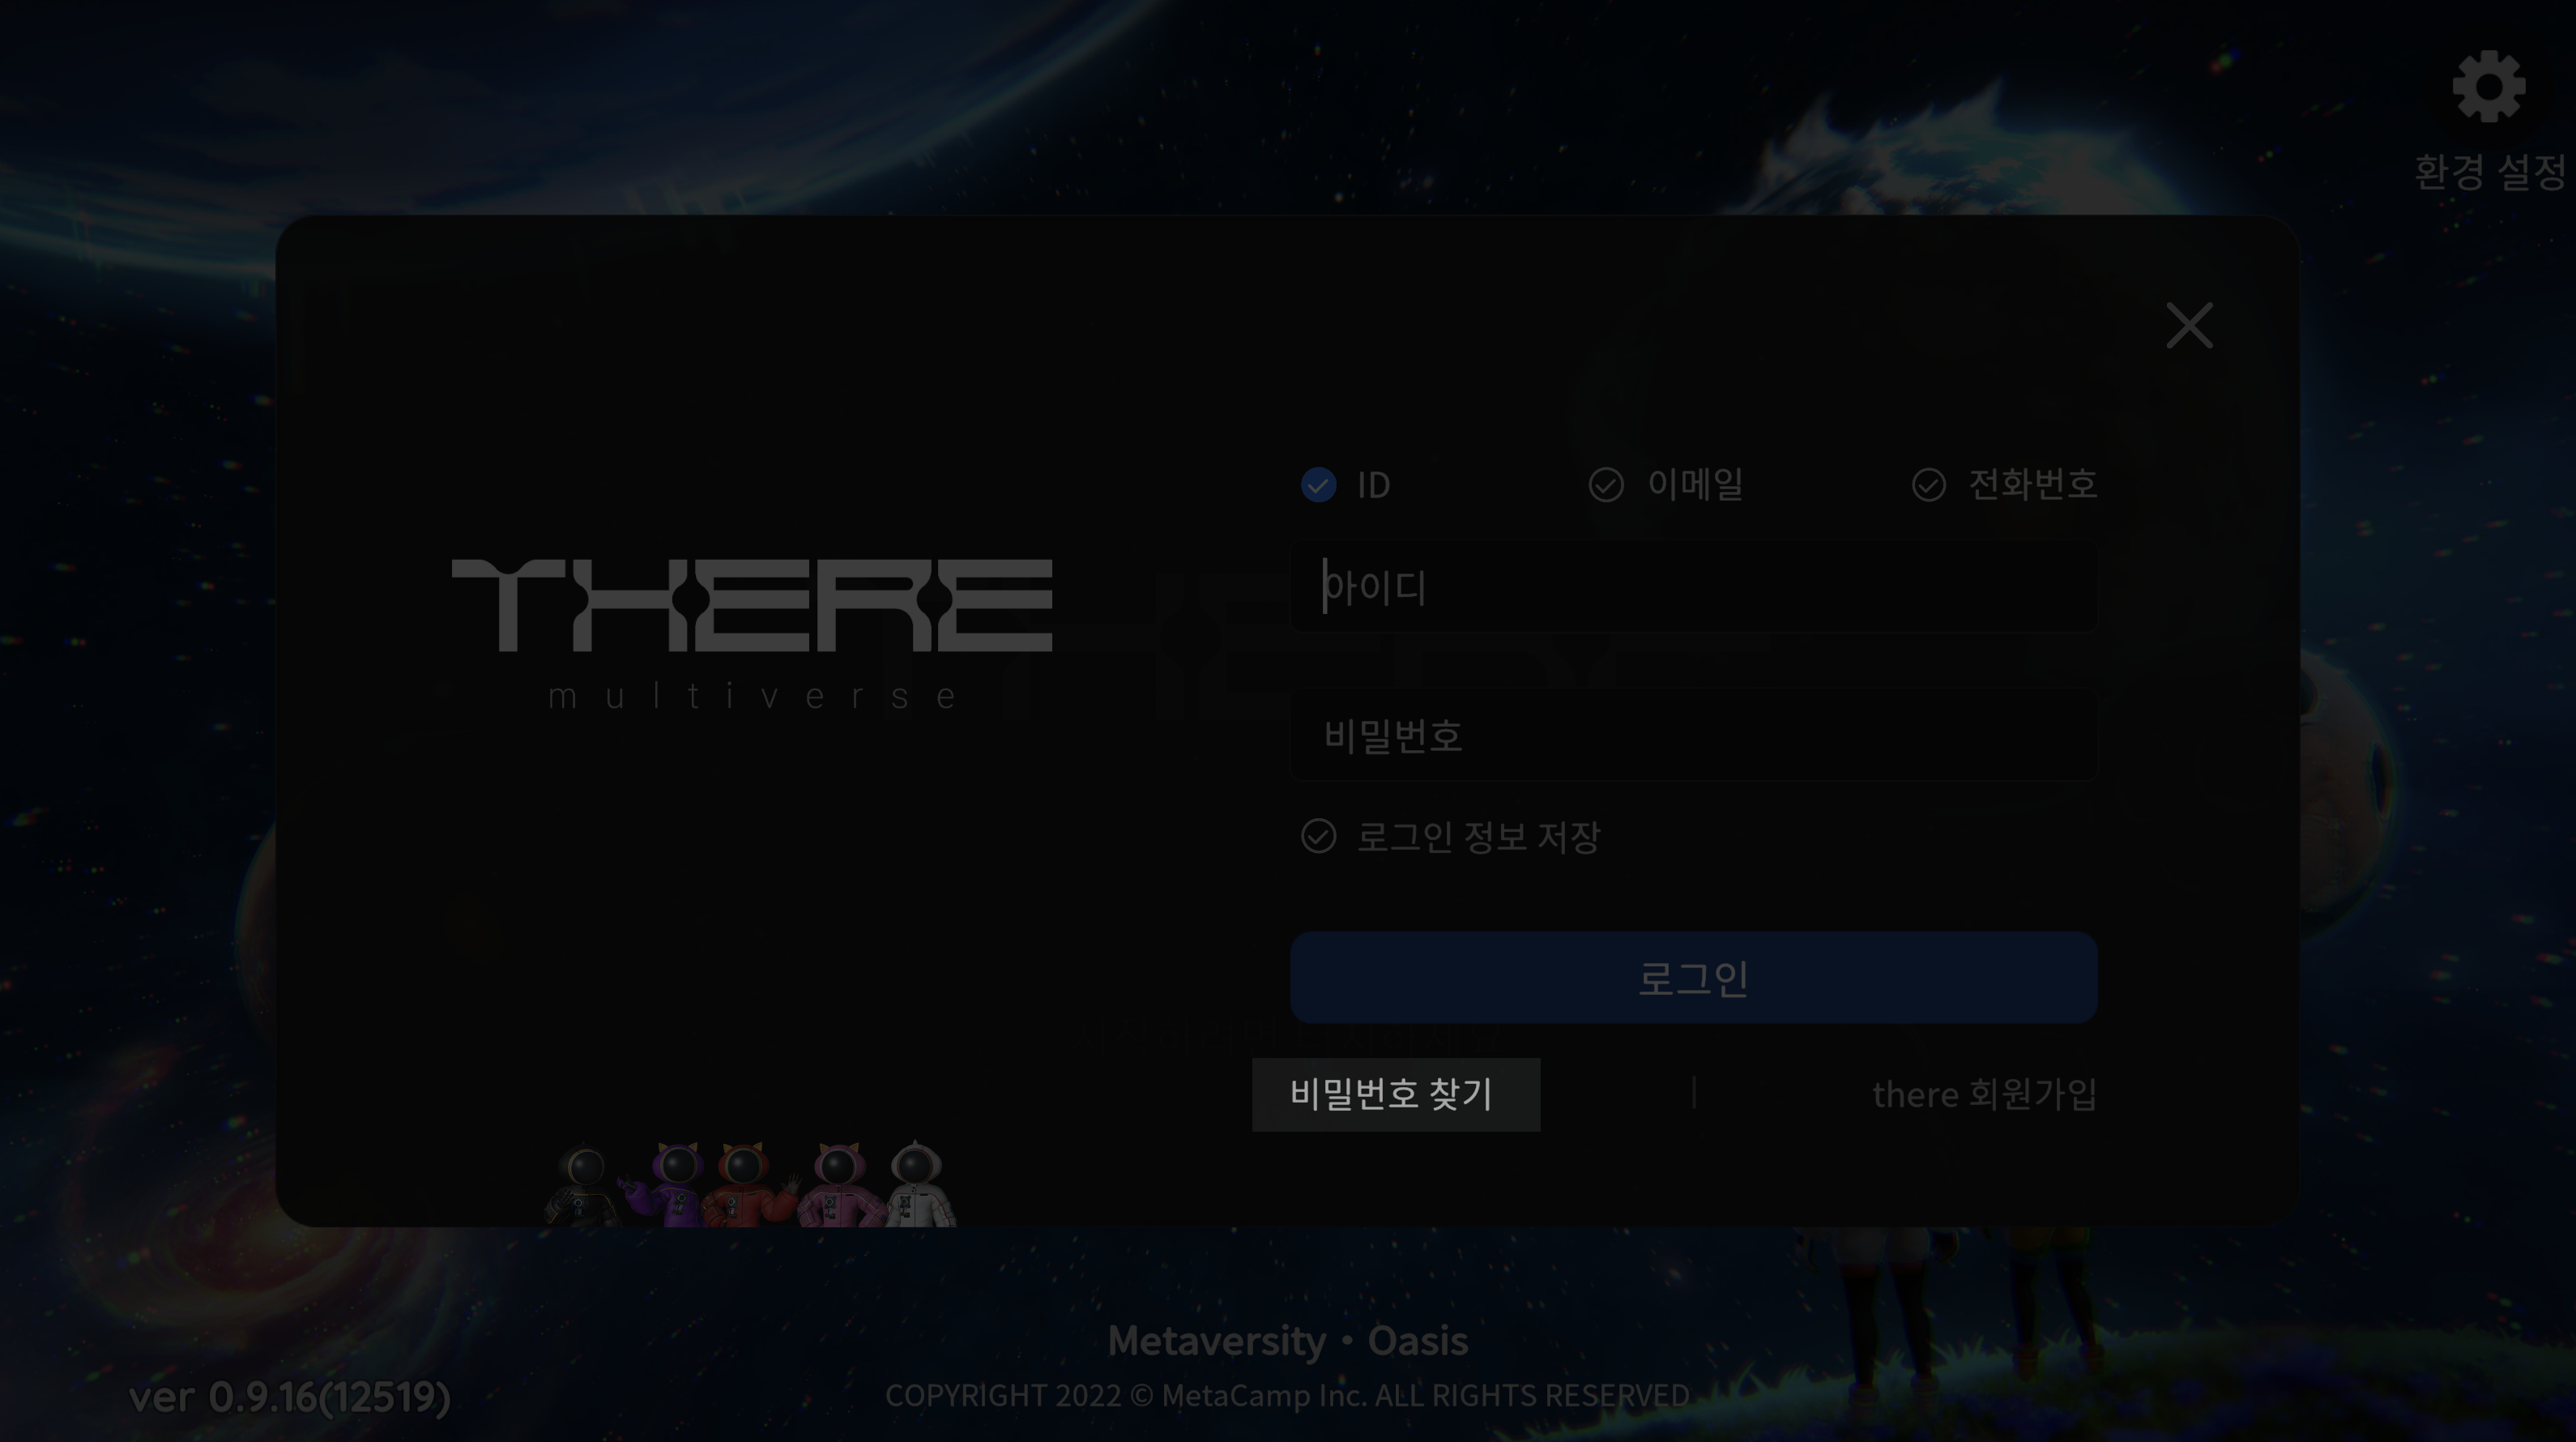 환경 설정
ID
이메일
전화번호
THERE
multiverse
아이디
비밀번호
로그인 정보 저장
로그인
비밀번호 찾기 | there 회원가입
Metaversity • Oasis
ver 0.9.16(12519)
COPYRIGHT 2022 © MetaCamp Inc. ALL RIGHTS RESERVED